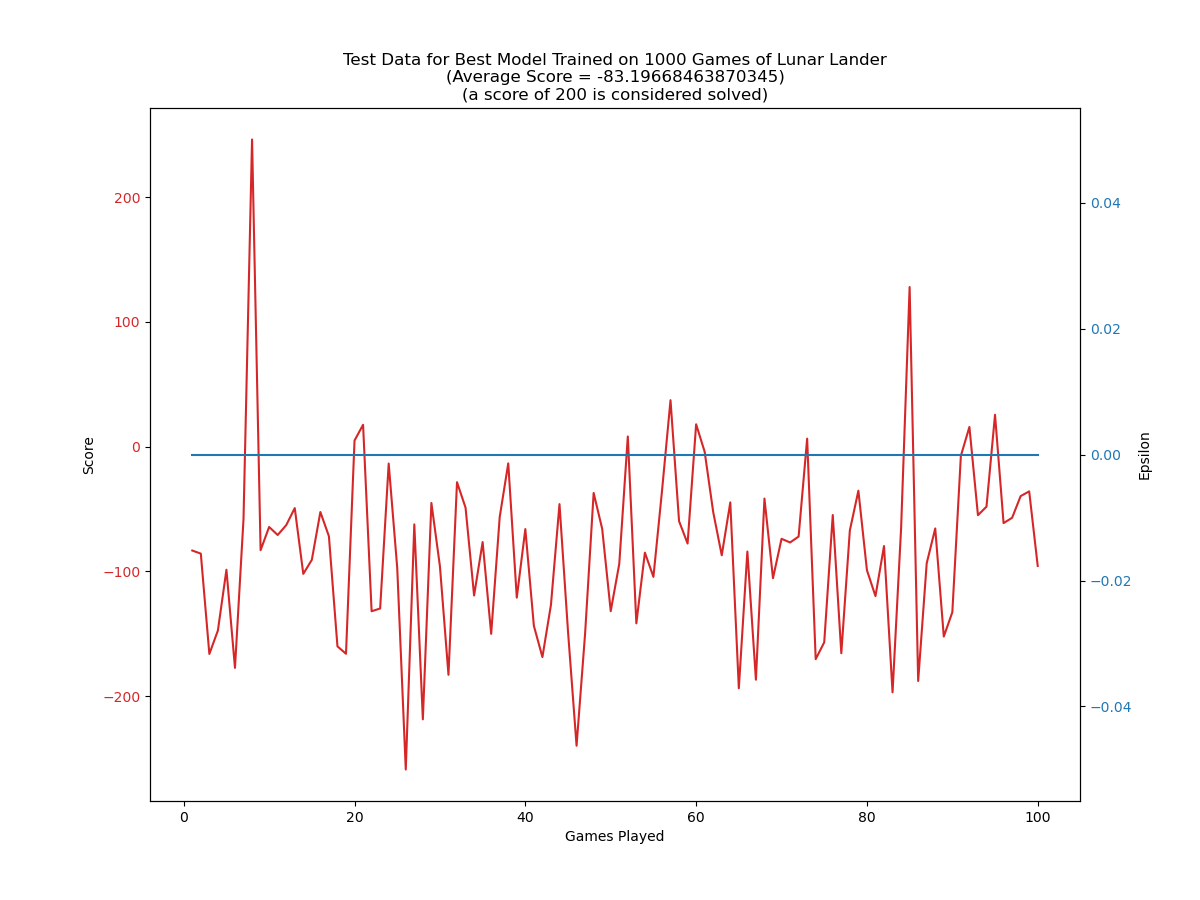 Test Data for Best Model Trained on 1000 Games of Lunar Lander
(Average Score = -83.19668463870345)
(a score of 200 is considered solved)
200
100
0
−100
−200
Score
0.04
0.02
0.00
−0.02
−0.04
Epsilon
0 20 40 60 80 100
Games Played